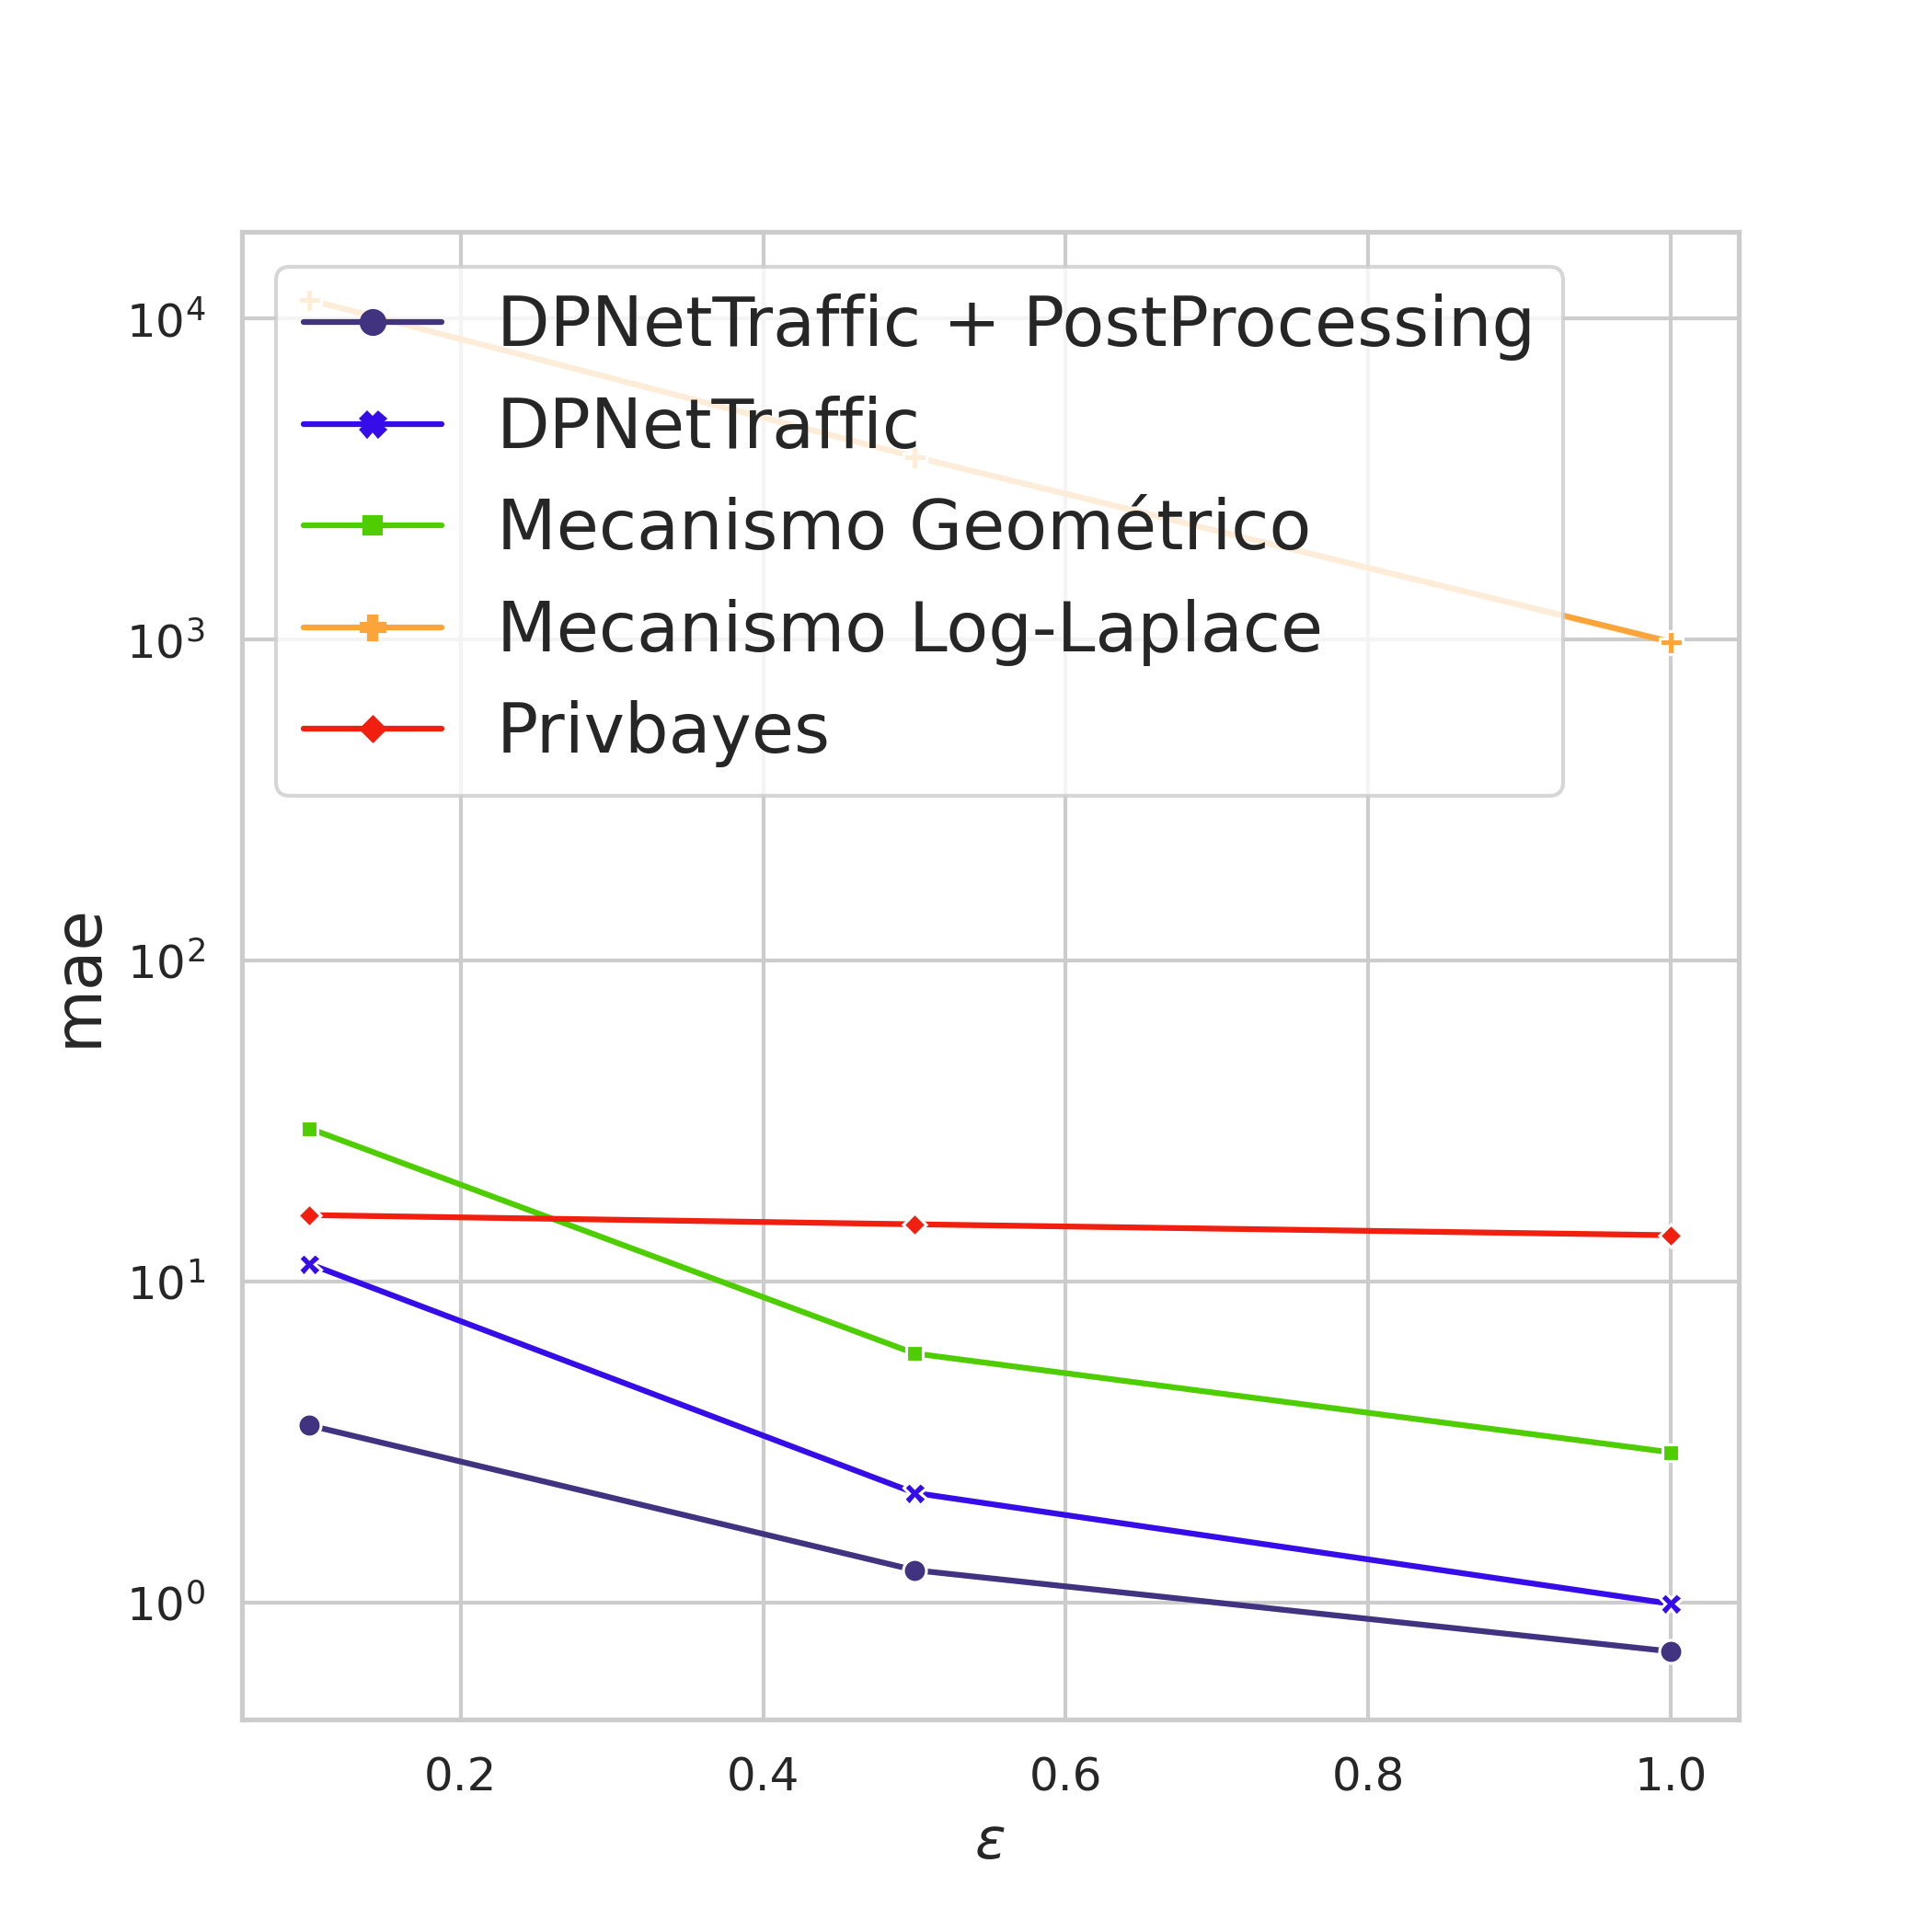 DPNetTraffic + PostProcessing
DPNetTraffic
Mecanismo Geométrico
Mecanismo Log-Laplace
Privbayes
10⁴
10³
10²
10¹
10⁰
mae
0.2 0.4 0.6 0.8 1.0
ε